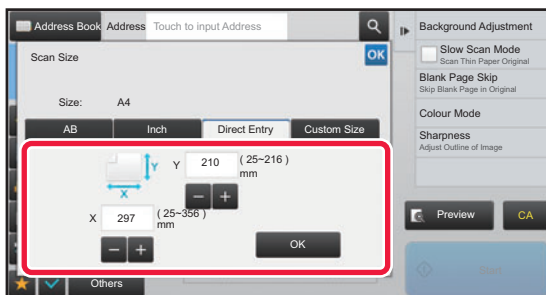 Address Book Address Touch to input Address
Scan Size
OK
Size: A4
AB Inch Direct Entry Custom Size
Y
X
Y 210 (25~216)
mm
X 297 (25~356)
mm
OK
Others
Background Adjustment
Slow Scan Mode
Scan Thin Paper Original
Blank Page Skip
Skip Blank Page in Original
Colour Mode
Sharpness
Adjust Outline of Image
Preview CA
Start